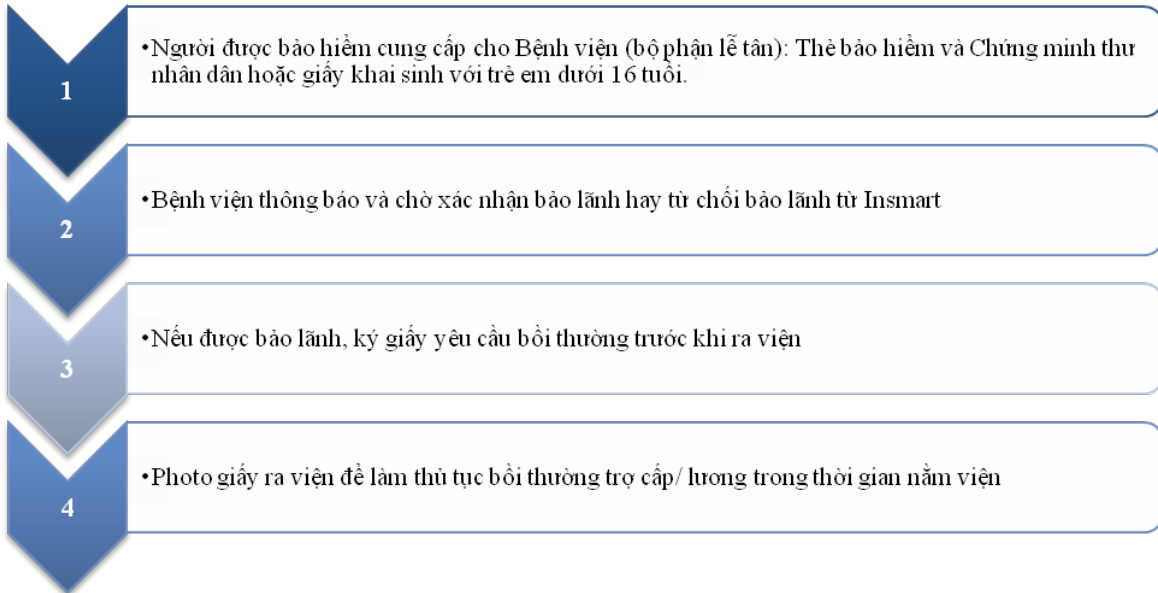 1
•Người được bảo hiểm cung cấp cho Bệnh viện (bộ phận lễ tân): Thẻ bảo hiểm và Chứng minh thư
nhân dân hoặc giấy khai sinh với trẻ em dưới 16 tuổi.
2
•Bệnh viện thông báo và chờ xác nhận bảo lãnh hay từ chối bảo lãnh từ Insmart
3
•Nếu được bảo lãnh, ký giấy yêu cầu bồi thường trước khi ra viện
4
•Photo giấy ra viện để làm thủ tục bồi thường trợ cấp/ lương trong thời gian nằm viện